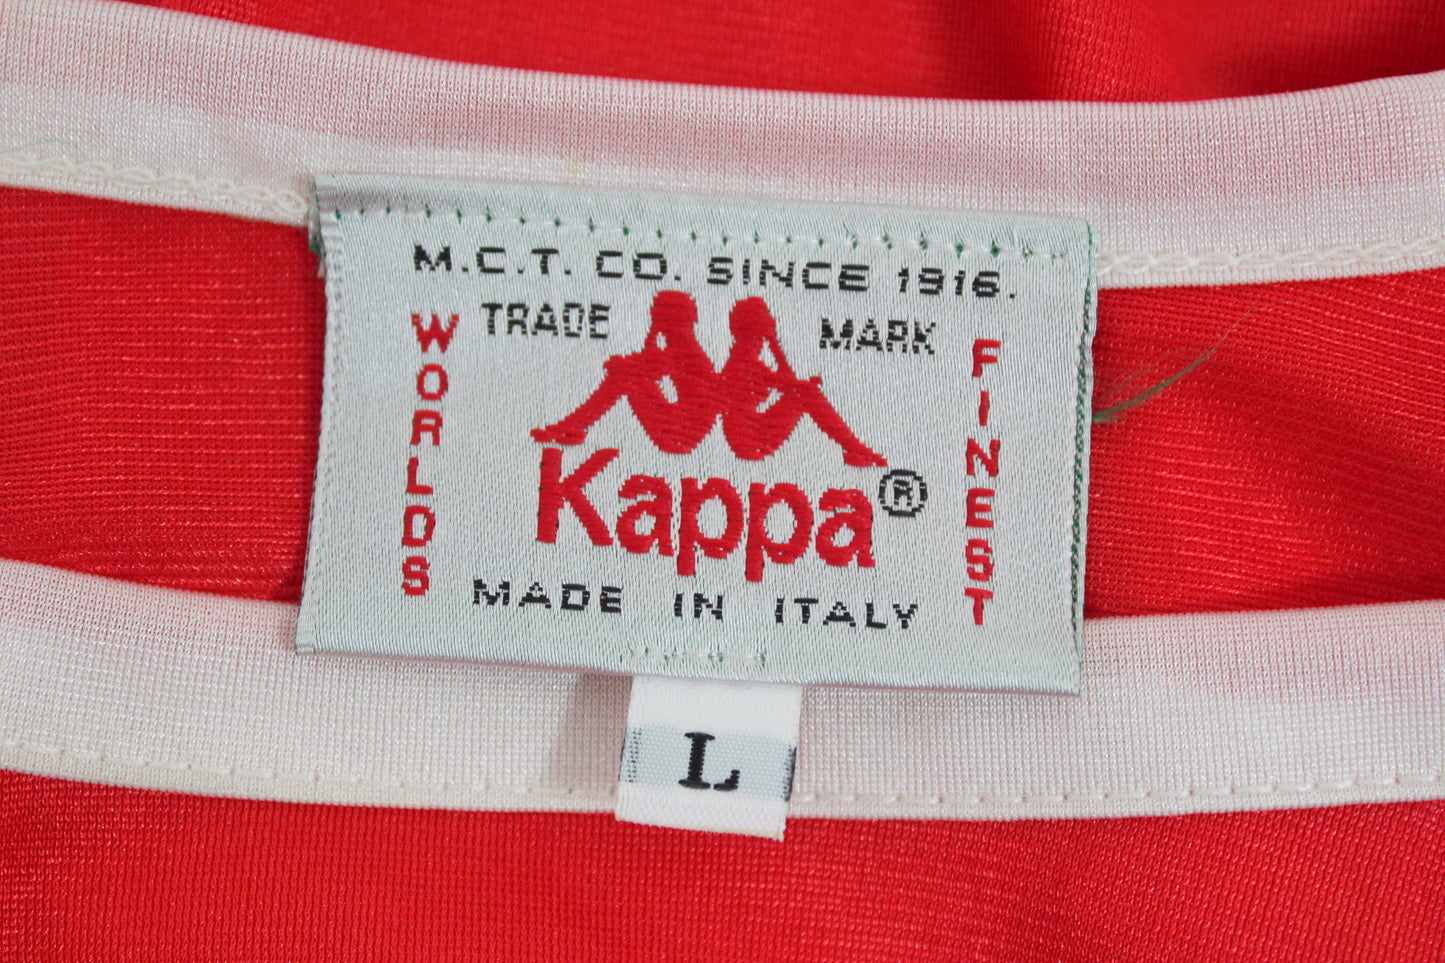 M.C.T. CO. SINCE 1916.
TRADE MARK
WORLDS
FINEST
Kappa®
MADE IN ITALY
L